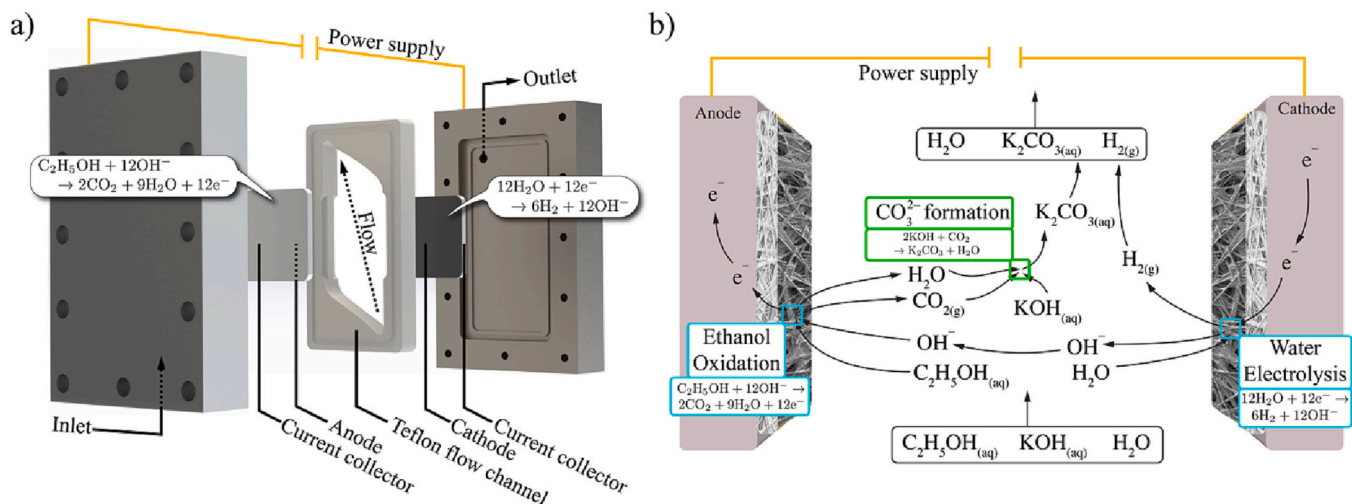 a)
Power supply
Outlet
C₂H₅OH + 12OH⁻
→ 2CO₂ + 9H₂O + 12e⁻
12H₂O + 12e⁻
→ 6H₂ + 12OH⁻
Flow
Inlet
Current collector
Anode
Teflon flow channel
Cathode
Current collector
b)
Power supply
Anode
Cathode
H₂O K₂CO₃(aq) H₂(g)
e⁻
e⁻
CO₃²⁻ formation
2KOH + CO₂
→ K₂CO₃ + H₂O
K₂CO₃(aq)
H₂(g)
e⁻
e⁻
H₂O
CO₂(g)
KOH(aq)
OH⁻
OH⁻
C₂H₅OH(aq)
H₂O
Ethanol
Oxidation
C₂H₅OH + 12OH⁻ →
2CO₂ + 9H₂O + 12e⁻
Water
Electrolysis
12H₂O + 12e⁻ →
6H₂ + 12OH⁻
C₂H₅OH(aq) KOH(aq) H₂O